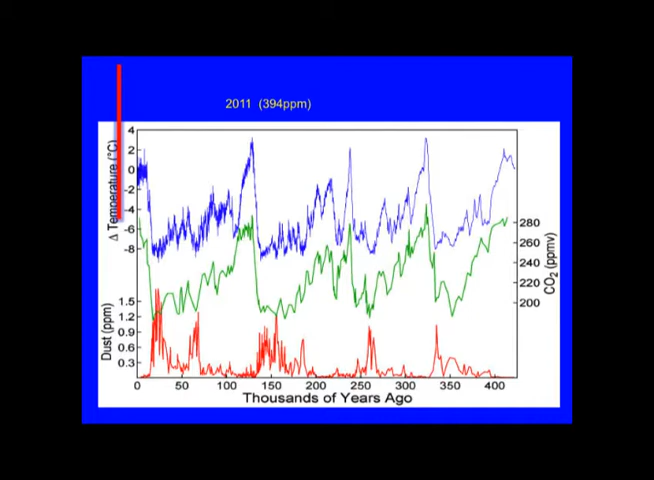 2011 (394ppm)
Δ Temperature (°C)
4
2
0
-2
-4
-6
-8
CO2 (ppmv)
280
260
240
220
200
Dust (ppm)
1.5
1.2
0.9
0.6
0.3
0 50 100 150 200 250 300 350 400
Thousands of Years Ago